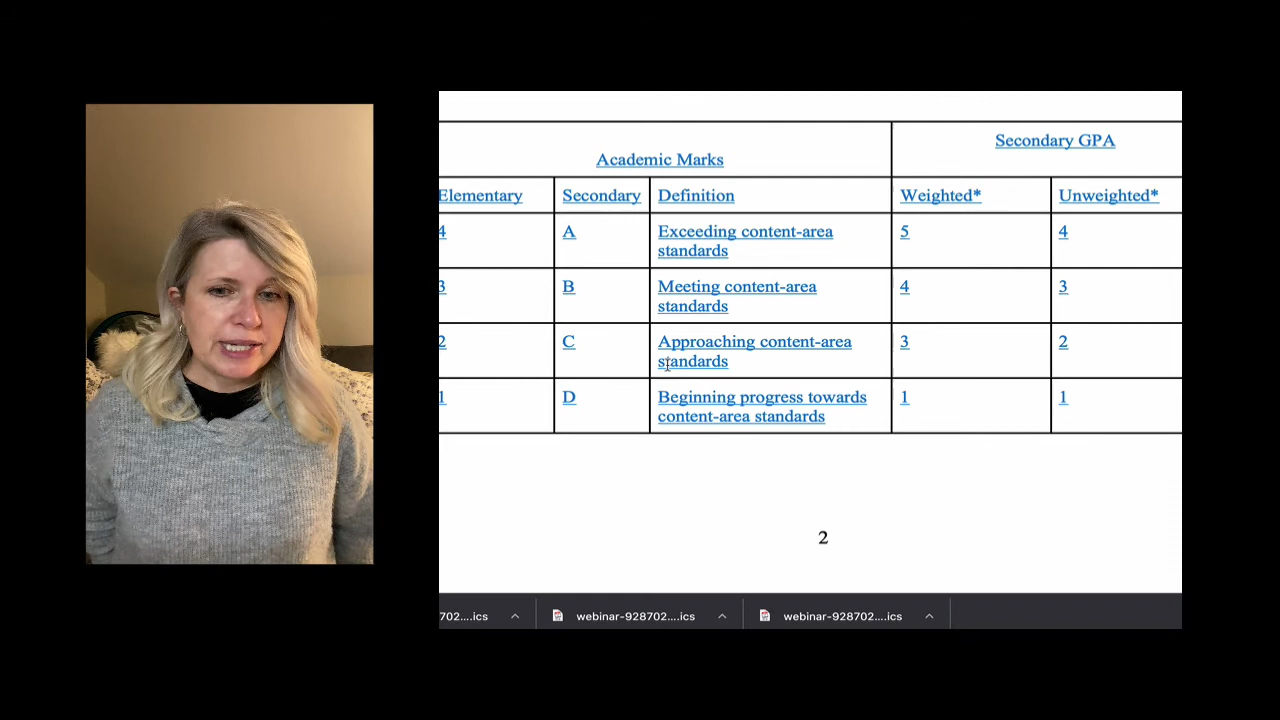 Academic Marks
Secondary GPA
Elementary
Secondary
Definition
Weighted*
Unweighted*
4
A
Exceeding content-area
standards
5
4
3
B
Meeting content-area
standards
4
3
2
C
Approaching content-area
standards
3
2
1
D
Beginning progress towards
content-area standards
1
1
2
702....ics
webinar-928702....ics
webinar-928702....ics